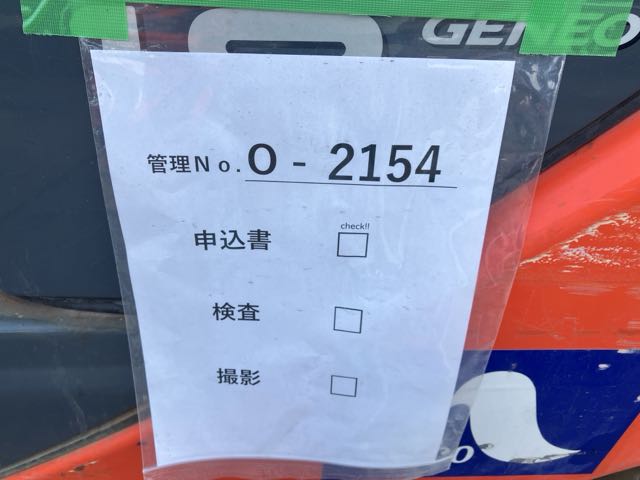 GENEO
管理No. O - 2154
check!!
申込書 □
検査 □
撮影 □